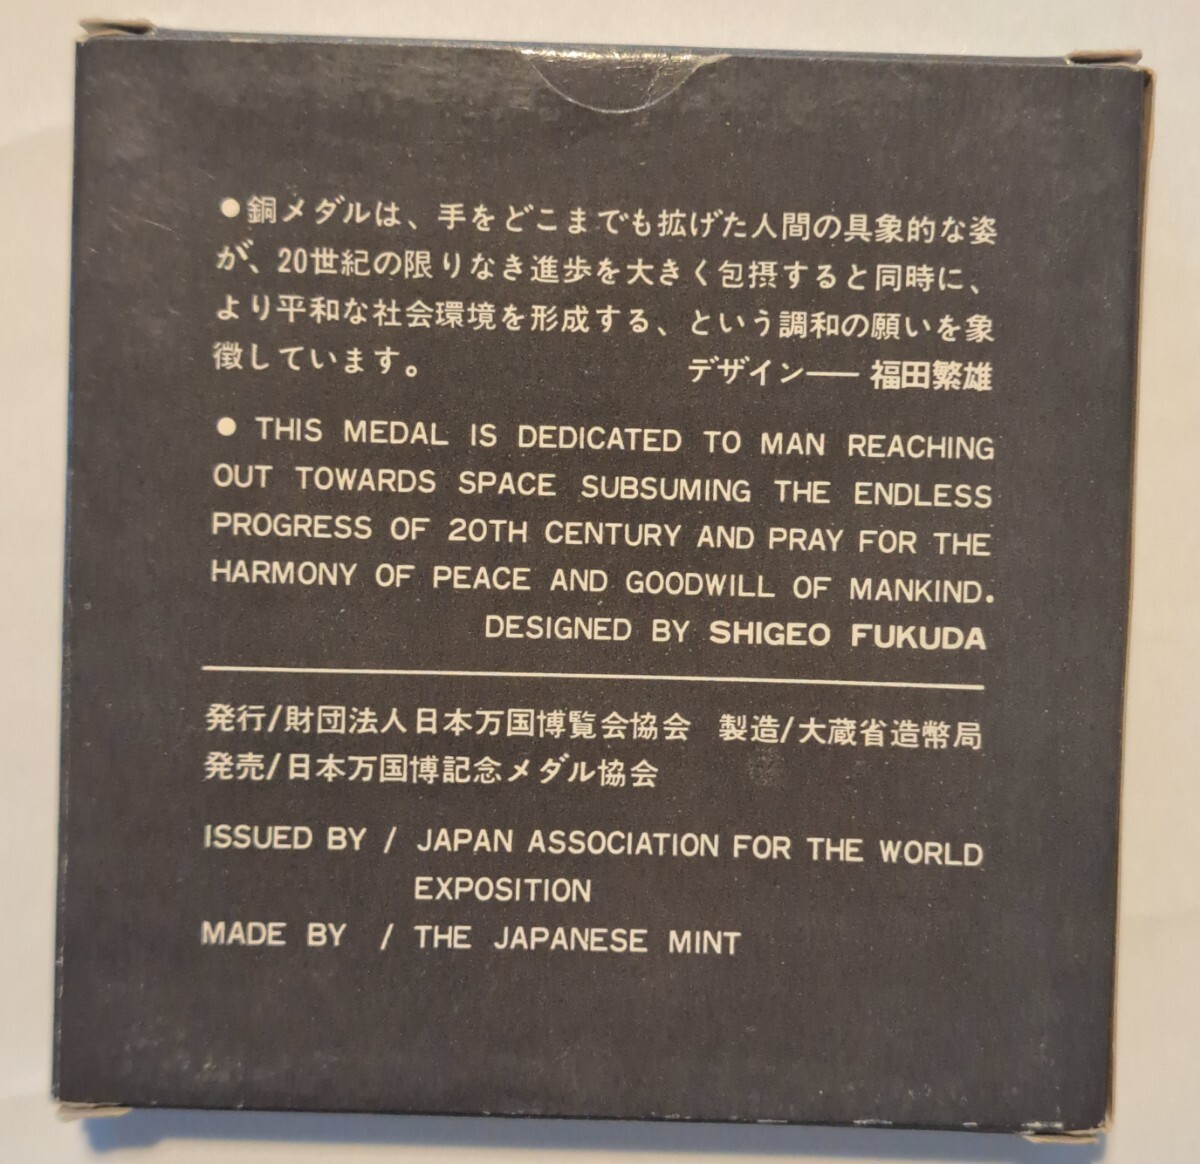 ●銅メダルは、手をどこまでも拡げた人間の具象的な姿
が、20世紀の限りなき進歩を大きく包摂すると同時に、
より平和な社会環境を形成する、という調和の願いを象
徴しています。 デザイン── 福田繁雄
● THIS MEDAL IS DEDICATED TO MAN REACHING
OUT TOWARDS SPACE SUBSUMING THE ENDLESS
PROGRESS OF 20TH CENTURY AND PRAY FOR THE
HARMONY OF PEACE AND GOODWILL OF MANKIND.
DESIGNED BY SHIGEO FUKUDA
発行/財団法人日本万国博覧会協会 製造/大蔵省造幣局
発売/日本万国博記念メダル協会
ISSUED BY / JAPAN ASSOCIATION FOR THE WORLD
EXPOSITION
MADE BY / THE JAPANESE MINT